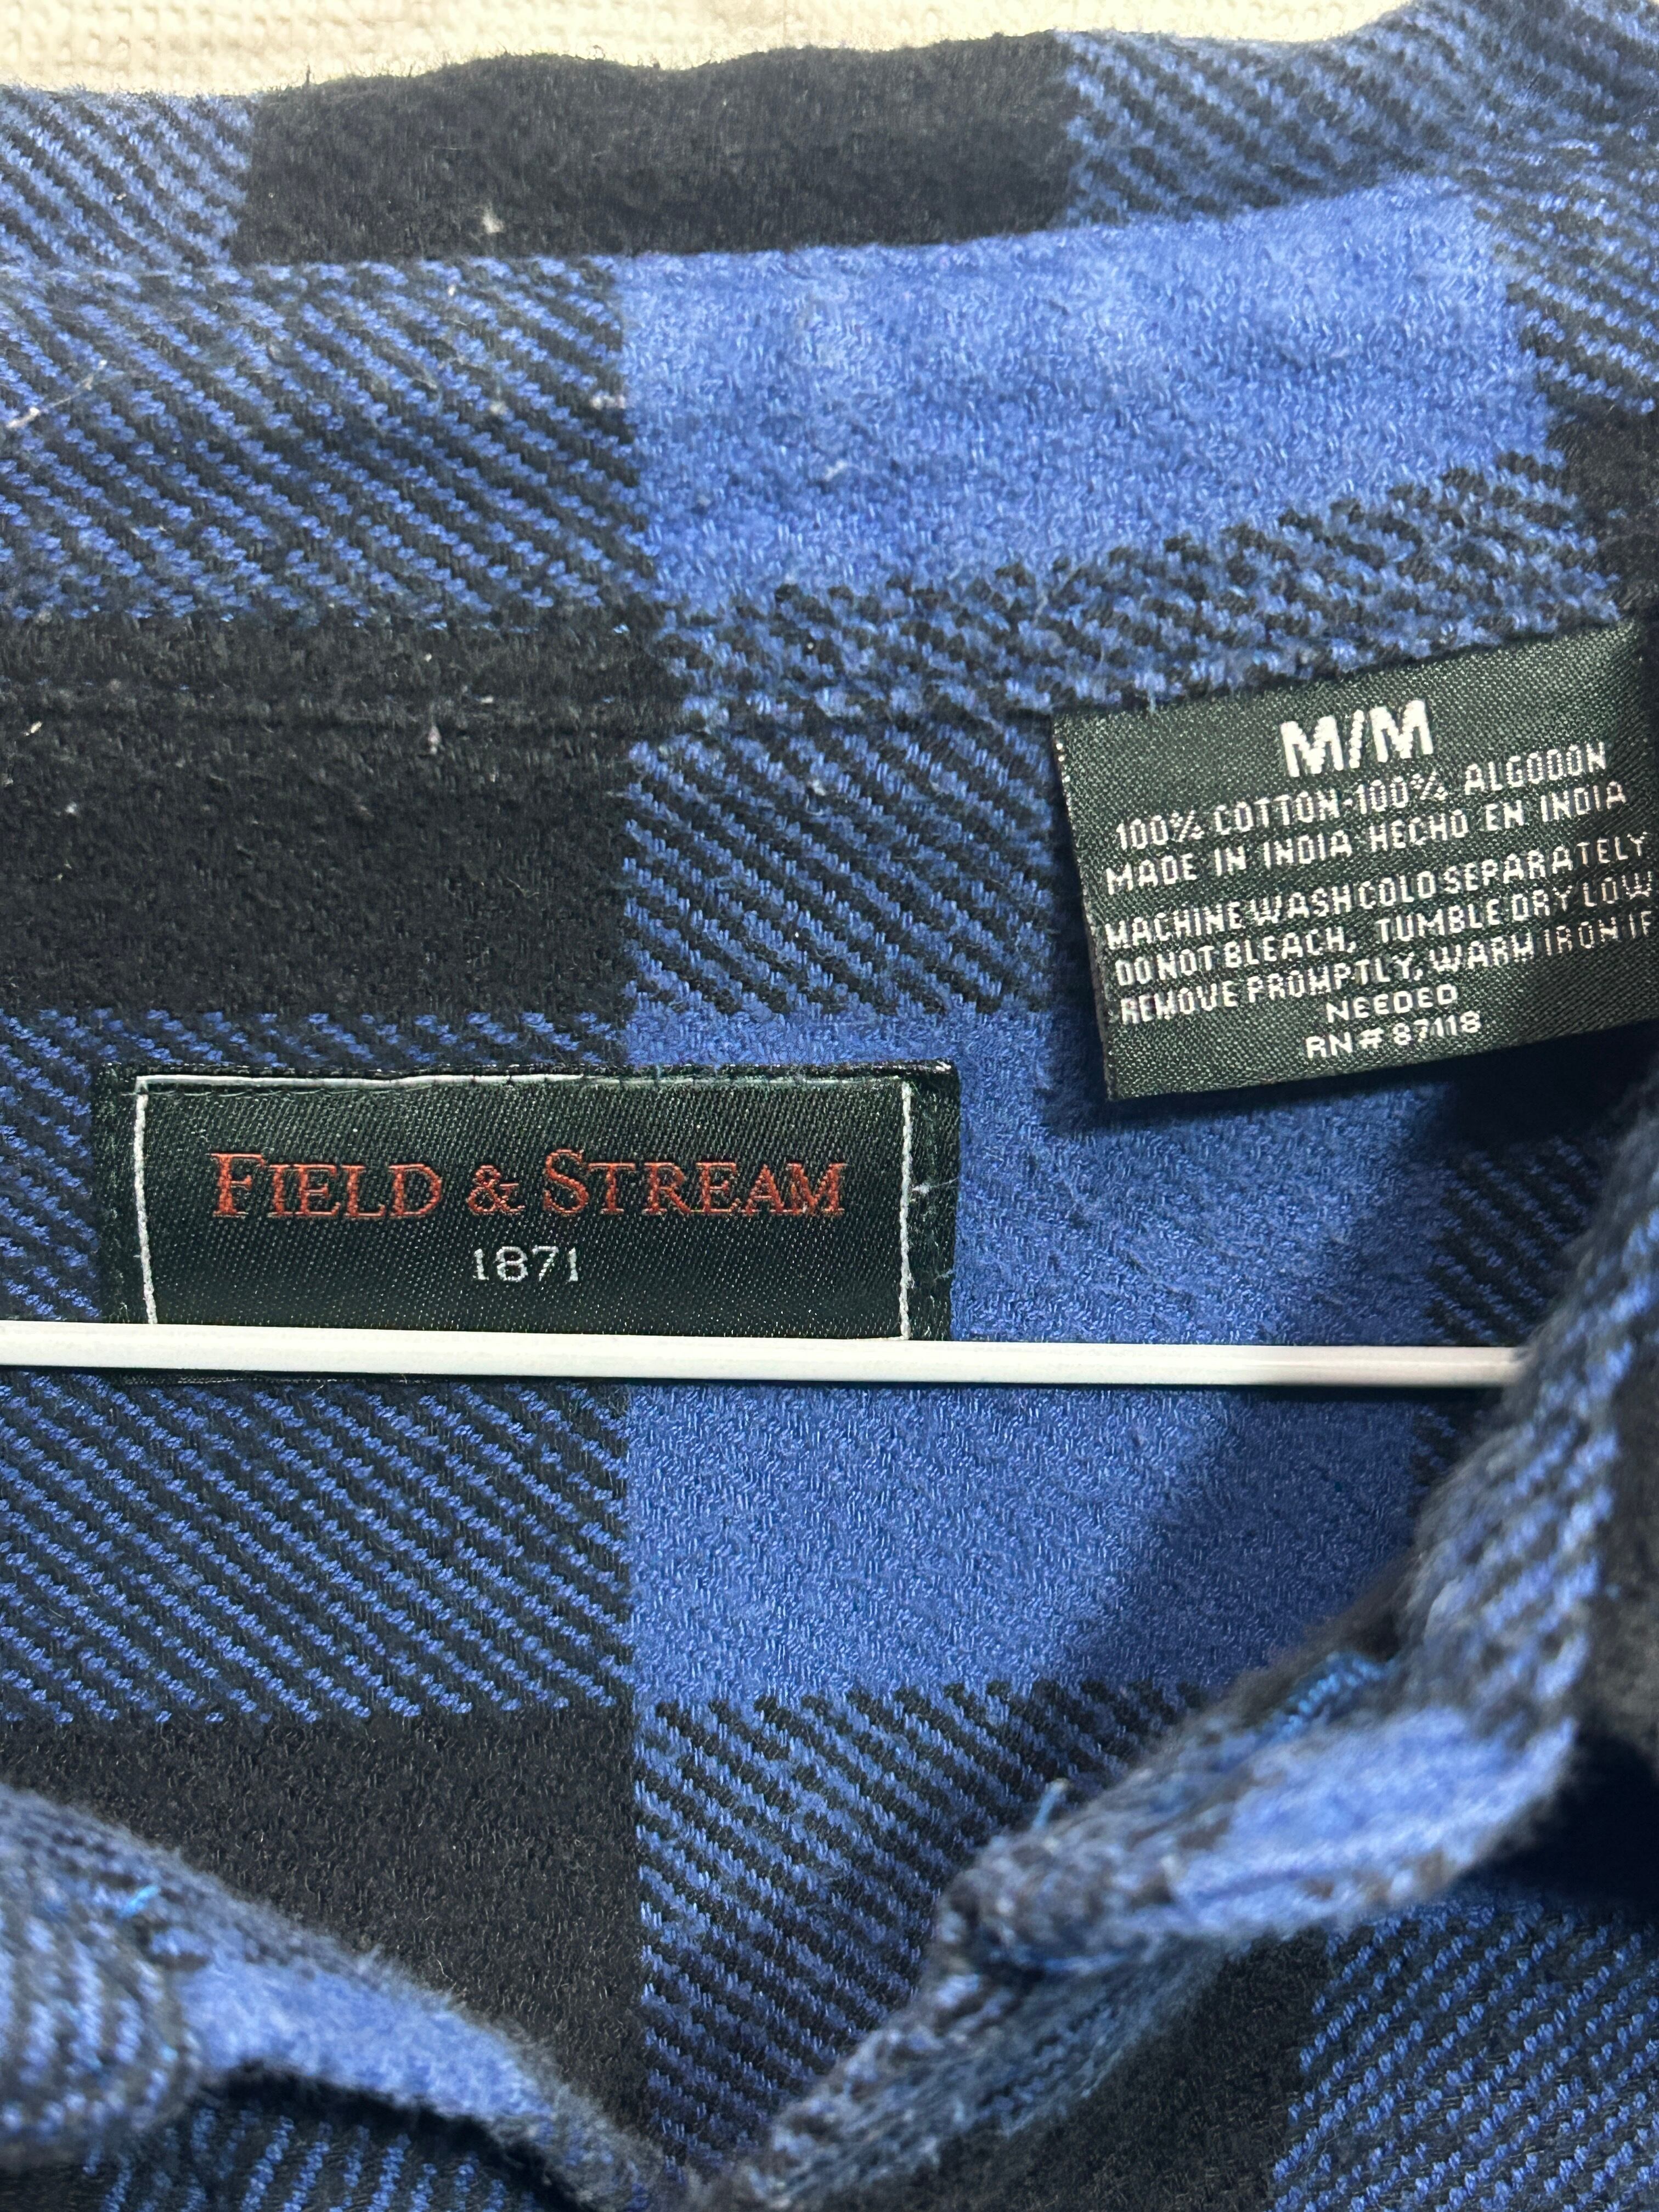 M/M
100% COTTON-100% ALGODON
MADE IN INDIA HECHO EN INDIA
MACHINE WASH COLD SEPARATELY
DO NOT BLEACH, TUMBLE DRY LOW
REMOVE PROMPTLY, WARM IRON IF
NEEDED
RN # 87118
FIELD & STREAM
1871